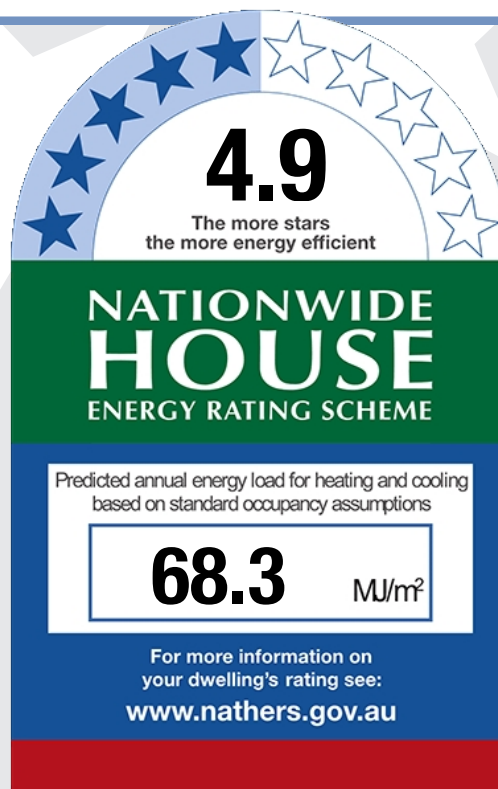 4.9
The more stars
the more energy efficient
NATIONWIDE
HOUSE
ENERGY RATING SCHEME
Predicted annual energy load for heating and cooling
based on standard occupancy assumptions
68.3 MJ/m²
For more information on
your dwelling's rating see:
www.nathers.gov.au